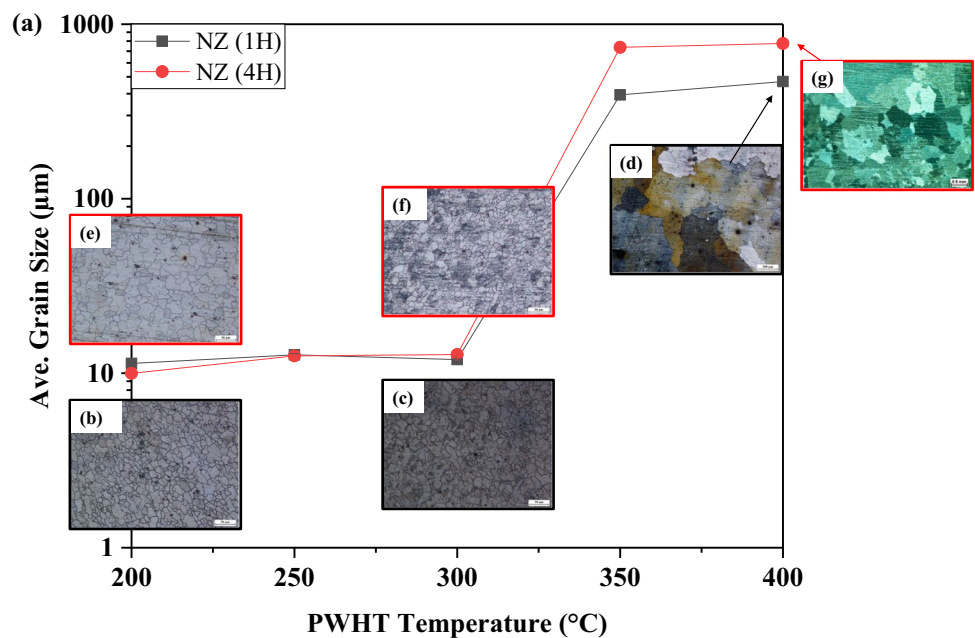 (a)
1000
NZ (1H)
NZ (4H)
(g)
(d)
100
(f)
(e)
10
(c)
(b)
1
200
250
300
350
400
Ave. Grain Size (µm)
PWHT Temperature (°C)